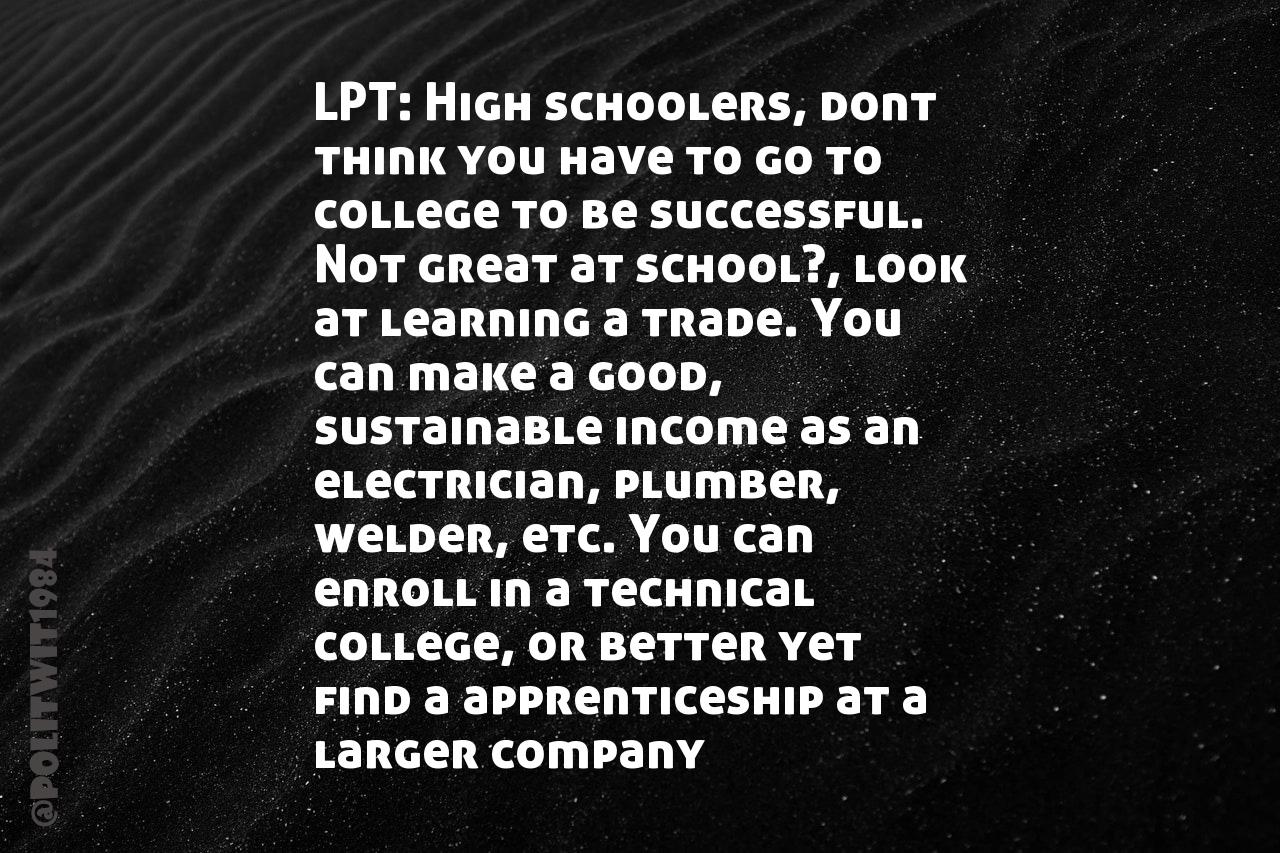 LPT: High schoolers, dont
think you have to go to
college to be successful.
Not great at school?, look
at learning a trade. You
can make a good,
sustainable income as an
electrician, plumber,
welder, etc. You can
enroll in a technical
college, or better yet
find a apprenticeship at a
larger company
@POLITWIT1984